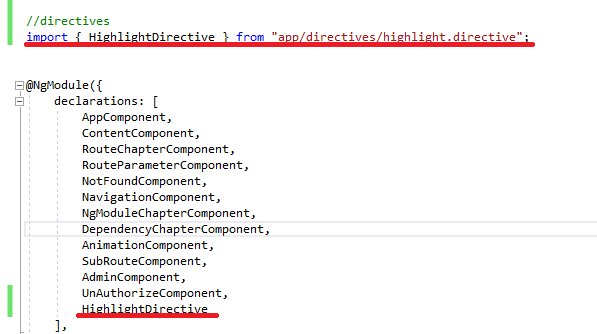 //directives
import { HighlightDirective } from "app/directives/highlight.directive";
@NgModule({
declarations: [
AppComponent,
ContentComponent,
RouteChapterComponent,
RouteParameterComponent,
NotFoundComponent,
NavigationComponent,
NgModuleChapterComponent,
DependencyChapterComponent,
AnimationComponent,
SubRouteComponent,
AdminComponent,
UnAuthorizeComponent,
HighlightDirective
],